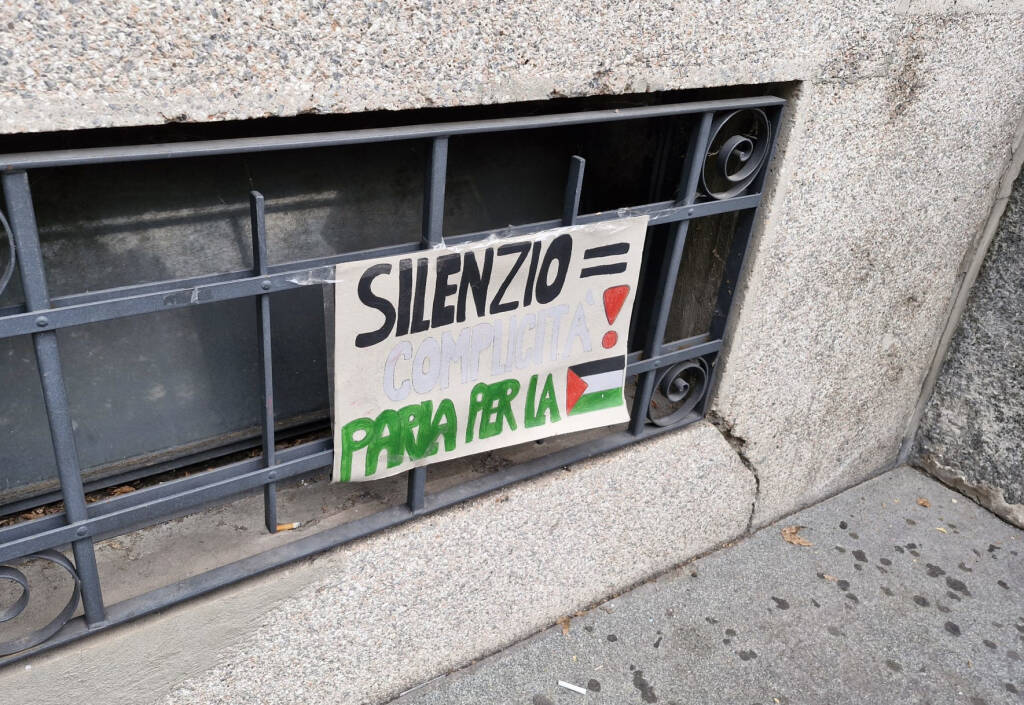 SILENZIO =
COMPLICITÀ!
PARLA PER LA